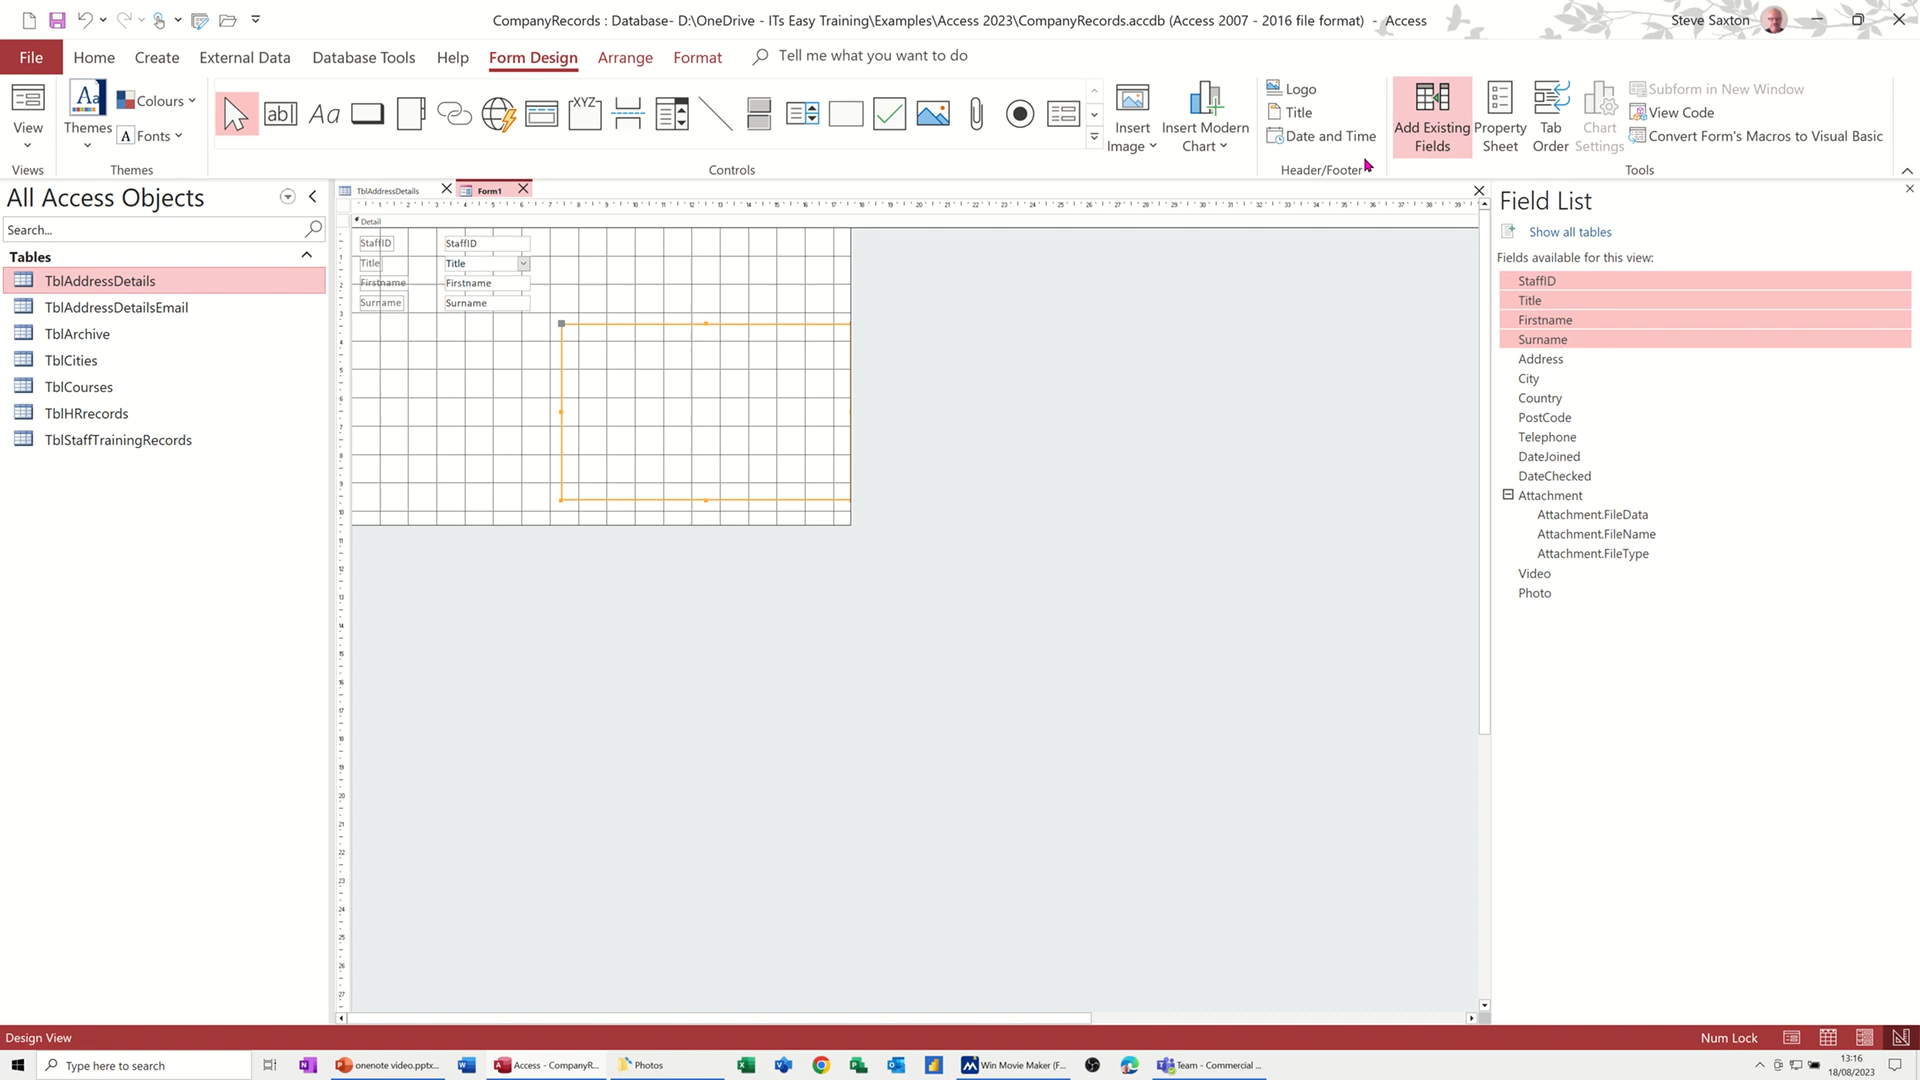 CompanyRecords : Database- D:\OneDrive - ITs Easy Training\Examples\Access 2023\CompanyRecords.accdb (Access 2007 - 2016 file format)  -  Access
Steve Saxton
File
Home
Create
External Data
Database Tools
Help
Form Design
Arrange
Format
Tell me what you want to do
View
Views
Aa
Themes
Colours
A Fonts
Themes
ab
Aa
XYZ
Controls
Insert Image
Insert Modern Chart
Logo
Title
Date and Time
Header/Footer
Add Existing Fields
Property Sheet
Tab Order
Chart Settings
Subform in New Window
View Code
Convert Form's Macros to Visual Basic
Tools
All Access Objects
Search...
Tables
TblAddressDetails
TblAddressDetailsEmail
TblArchive
TblCities
TblCourses
TblHRrecords
TblStaffTrainingRecords
TblAddressDetails
Form1
Detail
StaffID StaffID
Title Title
Firstname Firstname
Surname Surname
Field List
Show all tables
Fields available for this view:
StaffID
Title
Firstname
Surname
Address
City
Country
PostCode
Telephone
DateJoined
DateChecked
Attachment
Attachment.FileData
Attachment.FileName
Attachment.FileType
Video
Photo
Design View
Num Lock
Type here to search
onenote video.pptx...
Access - CompanyR...
Photos
Win Movie Maker (F...
Team - Commercial ...
13:16
18/08/2023